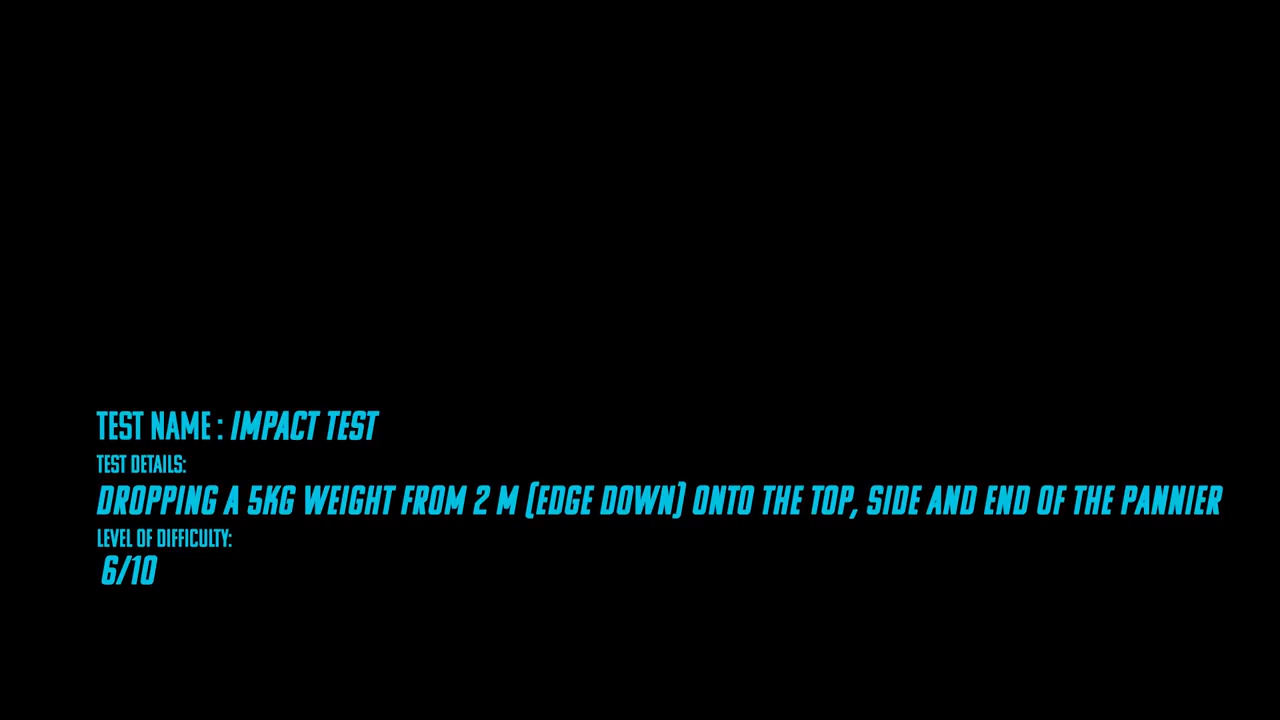 TEST NAME : IMPACT TEST
TEST DETAILS:
DROPPING A 5KG WEIGHT FROM 2 M (EDGE DOWN) ONTO THE TOP, SIDE AND END OF THE PANNIER
LEVEL OF DIFFICULTY:
6/10